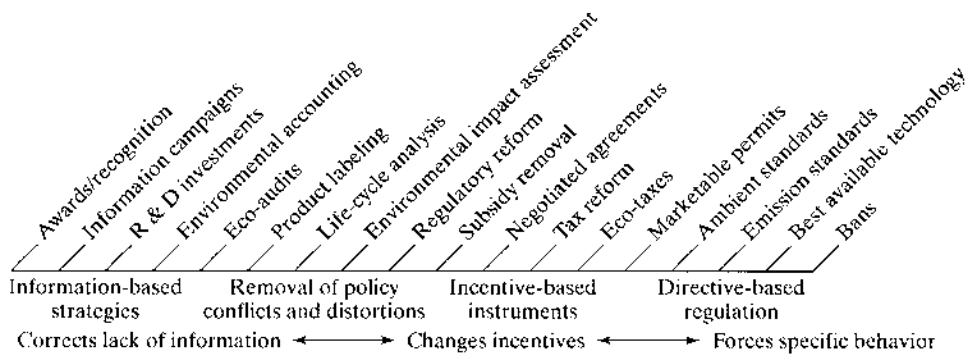 Awards/recognition
Information campaigns
R & D investments
Environmental accounting
Eco-audits
Product labeling
Life-cycle analysis
Environmental impact assessment
Regulatory reform
Subsidy removal
Negotiated agreements
Tax reform
Eco-taxes
Marketable permits
Ambient standards
Emission standards
Best available technology
Bans
Information-based
strategies
Removal of policy
conflicts and distortions
Incentive-based
instruments
Directive-based
regulation
Corrects lack of information
Changes incentives
Forces specific behavior